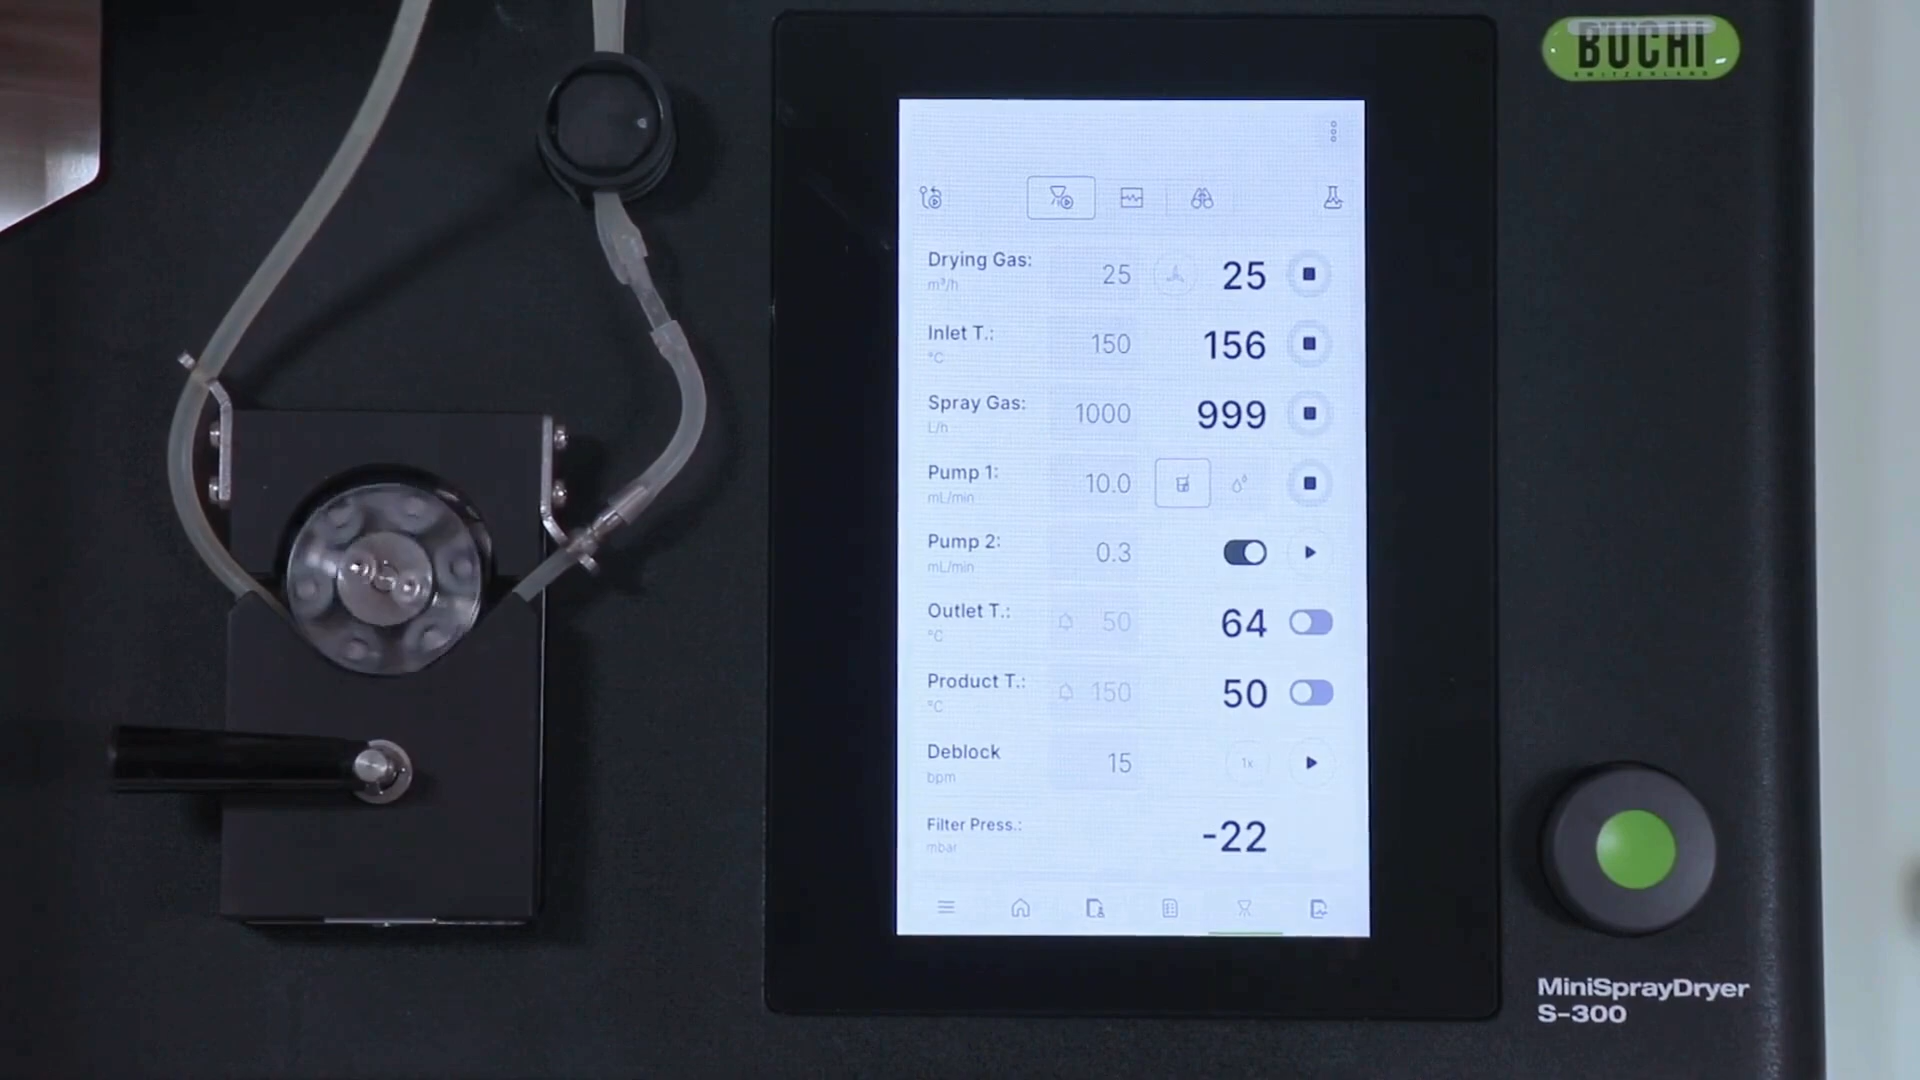 BUCHI
SWITZERLAND
Drying Gas: 25 25
m³/h
Inlet T.: 150 156
°C
Spray Gas: 1000 999
L/h
Pump 1: 10.0
mL/min
Pump 2: 0.3
mL/min
Outlet T.: 50 64
°C
Product T.: 150 50
°C
Deblock 15 1x
bpm
Filter Press.: -22
mbar
MiniSprayDryer
S-300